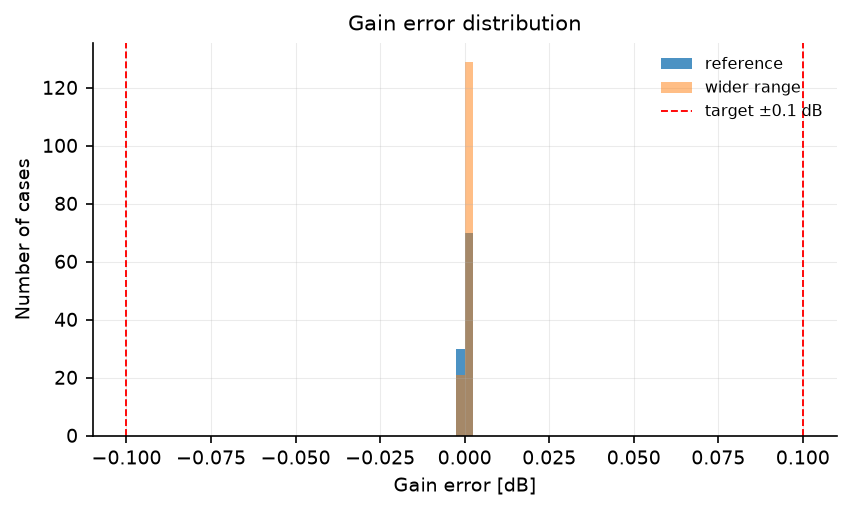 Gain error distribution
reference
wider range
target ±0.1 dB
Number of cases
120
100
80
60
40
20
0
−0.100 −0.075 −0.050 −0.025 0.000 0.025 0.050 0.075 0.100
Gain error [dB]